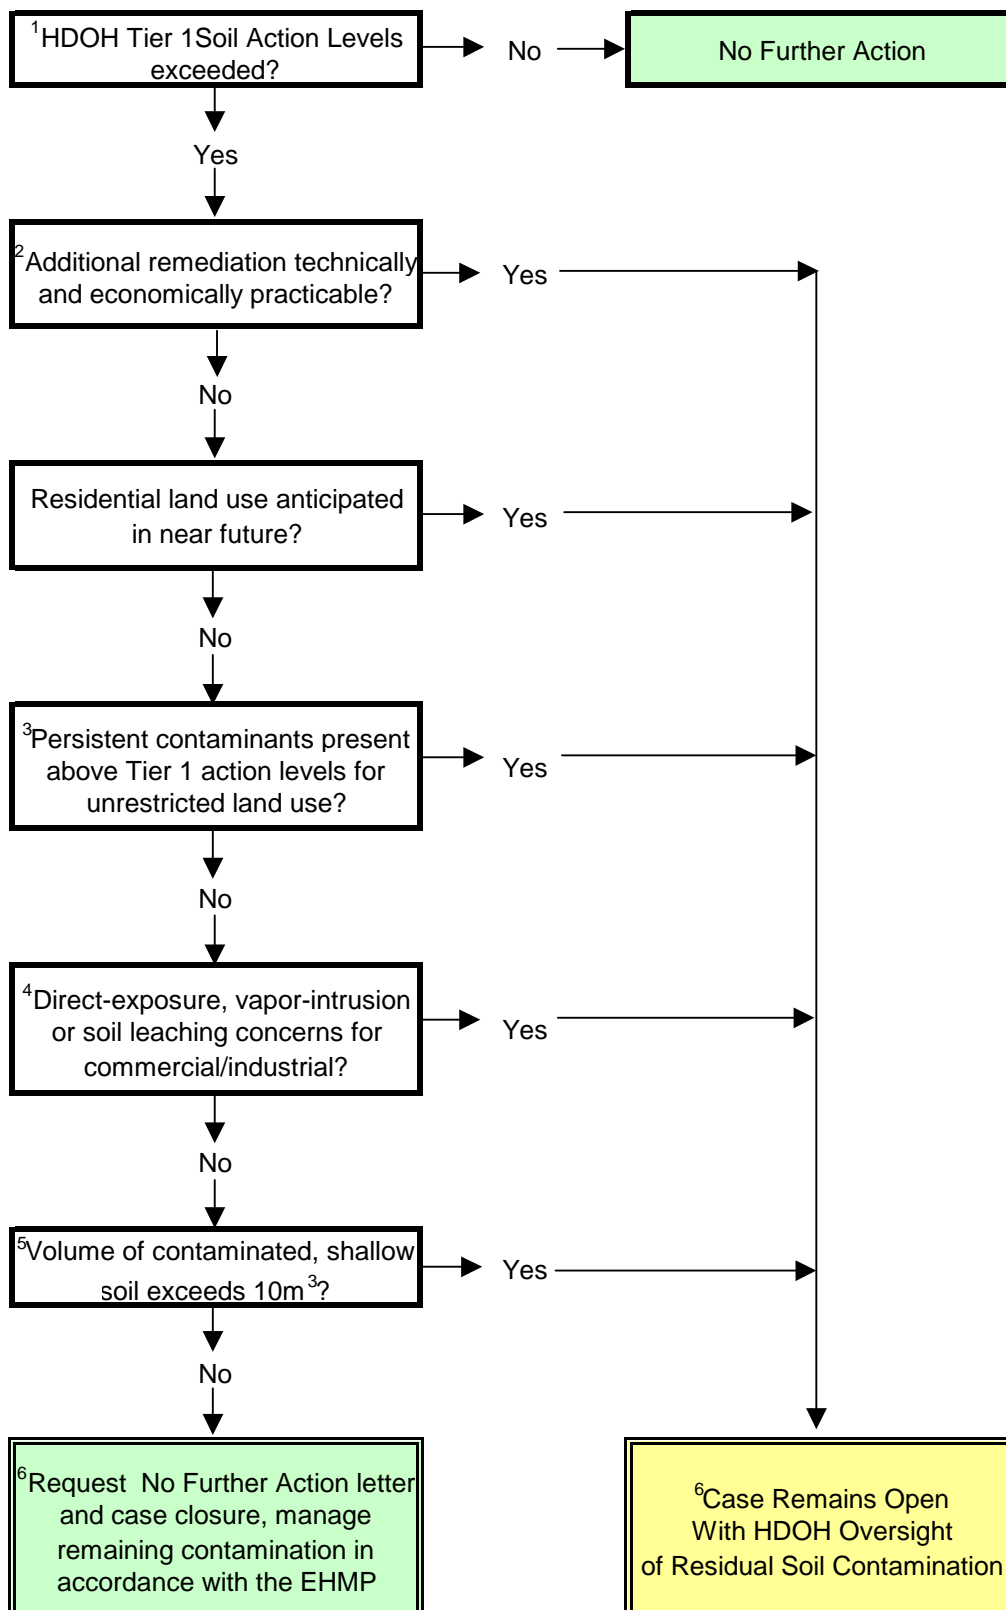 ¹HDOH Tier 1Soil Action Levels
exceeded?
No
No Further Action
Yes
²Additional remediation technically
and economically practicable?
Yes
No
Residential land use anticipated
in near future?
Yes
No
³Persistent contaminants present
above Tier 1 action levels for
unrestricted land use?
Yes
No
⁴Direct-exposure, vapor-intrusion
or soil leaching concerns for
commercial/industrial?
Yes
No
⁵Volume of contaminated, shallow
soil exceeds 10m³?
Yes
No
⁶Request No Further Action letter
and case closure, manage
remaining contamination in
accordance with the EHMP
⁶Case Remains Open
With HDOH Oversight
of Residual Soil Contamination